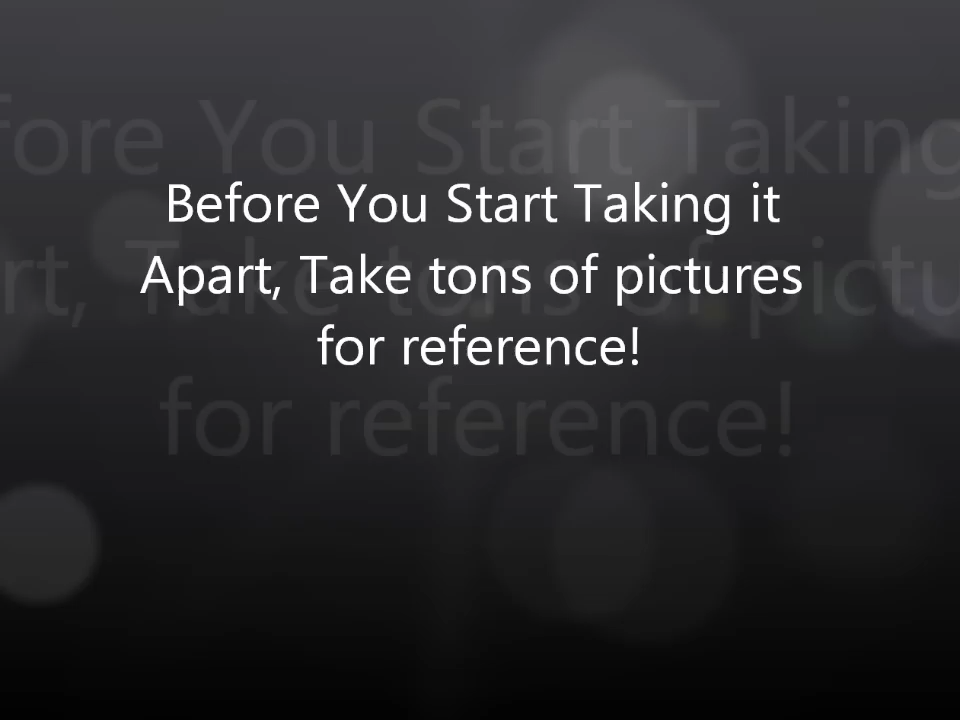 Before You Start Taking it
Apart, Take tons of pictures
for reference!